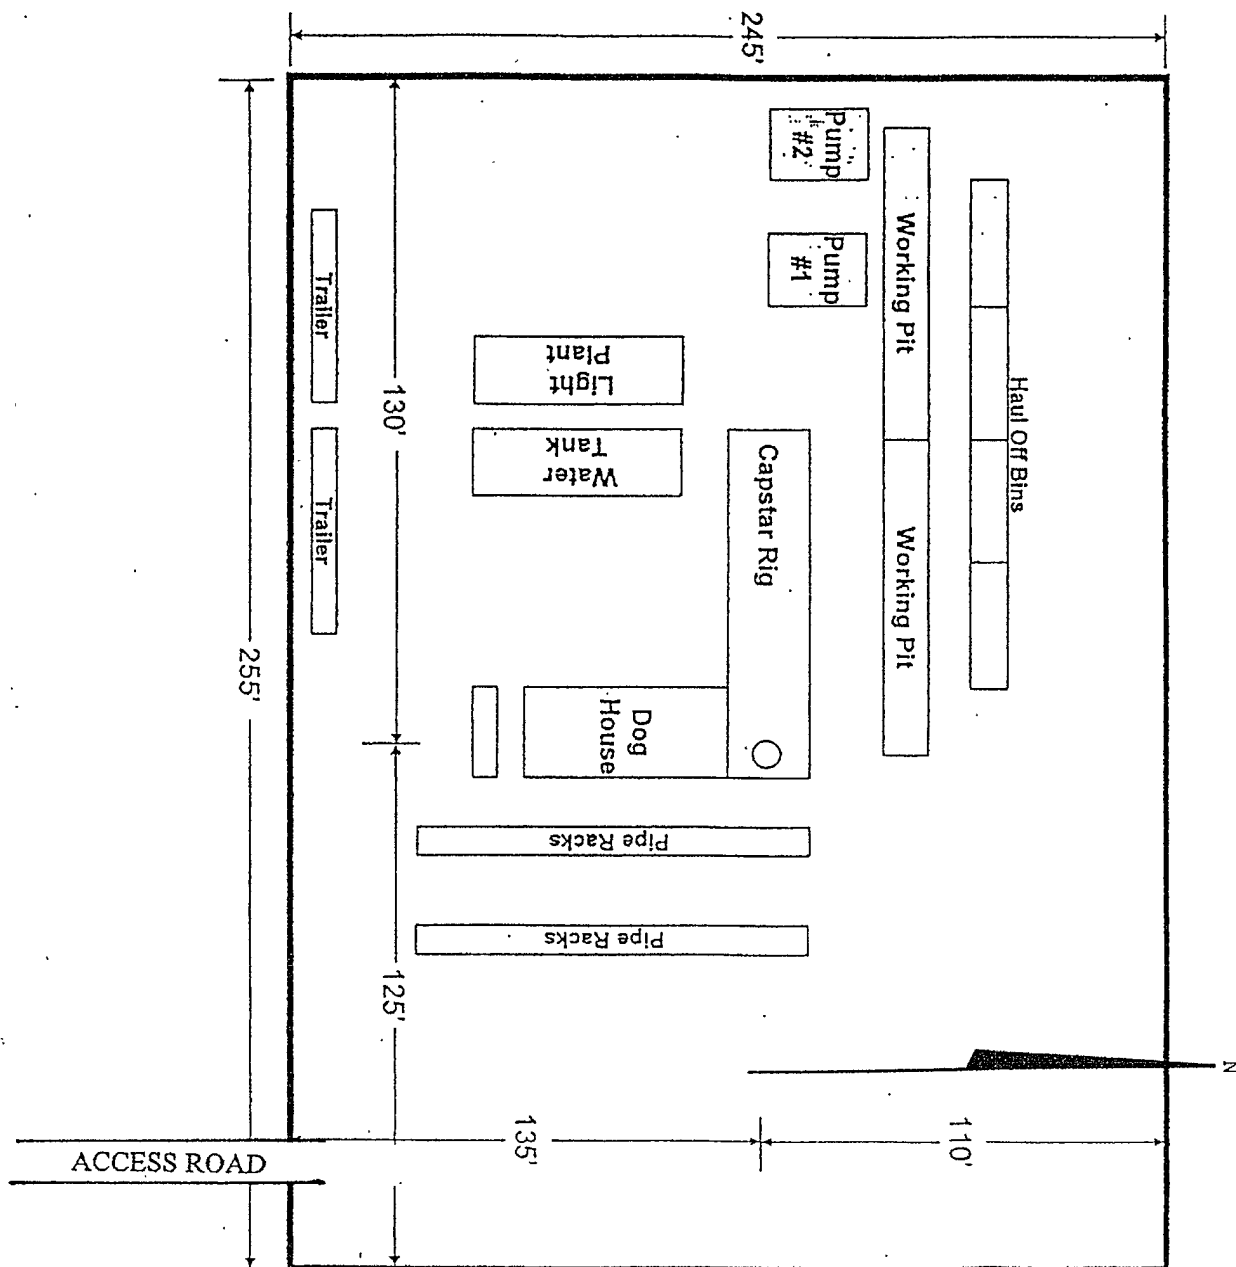 245'
Pump
#2
Pump
#1
Working Pit
Working Pit
Haul Off Bins
Trailer
Trailer
Light
Plant
Water
Tank
Capstar Rig
Dog
House
130'
255'
Pipe Racks
Pipe Racks
125'
N
135'
110'
ACCESS ROAD